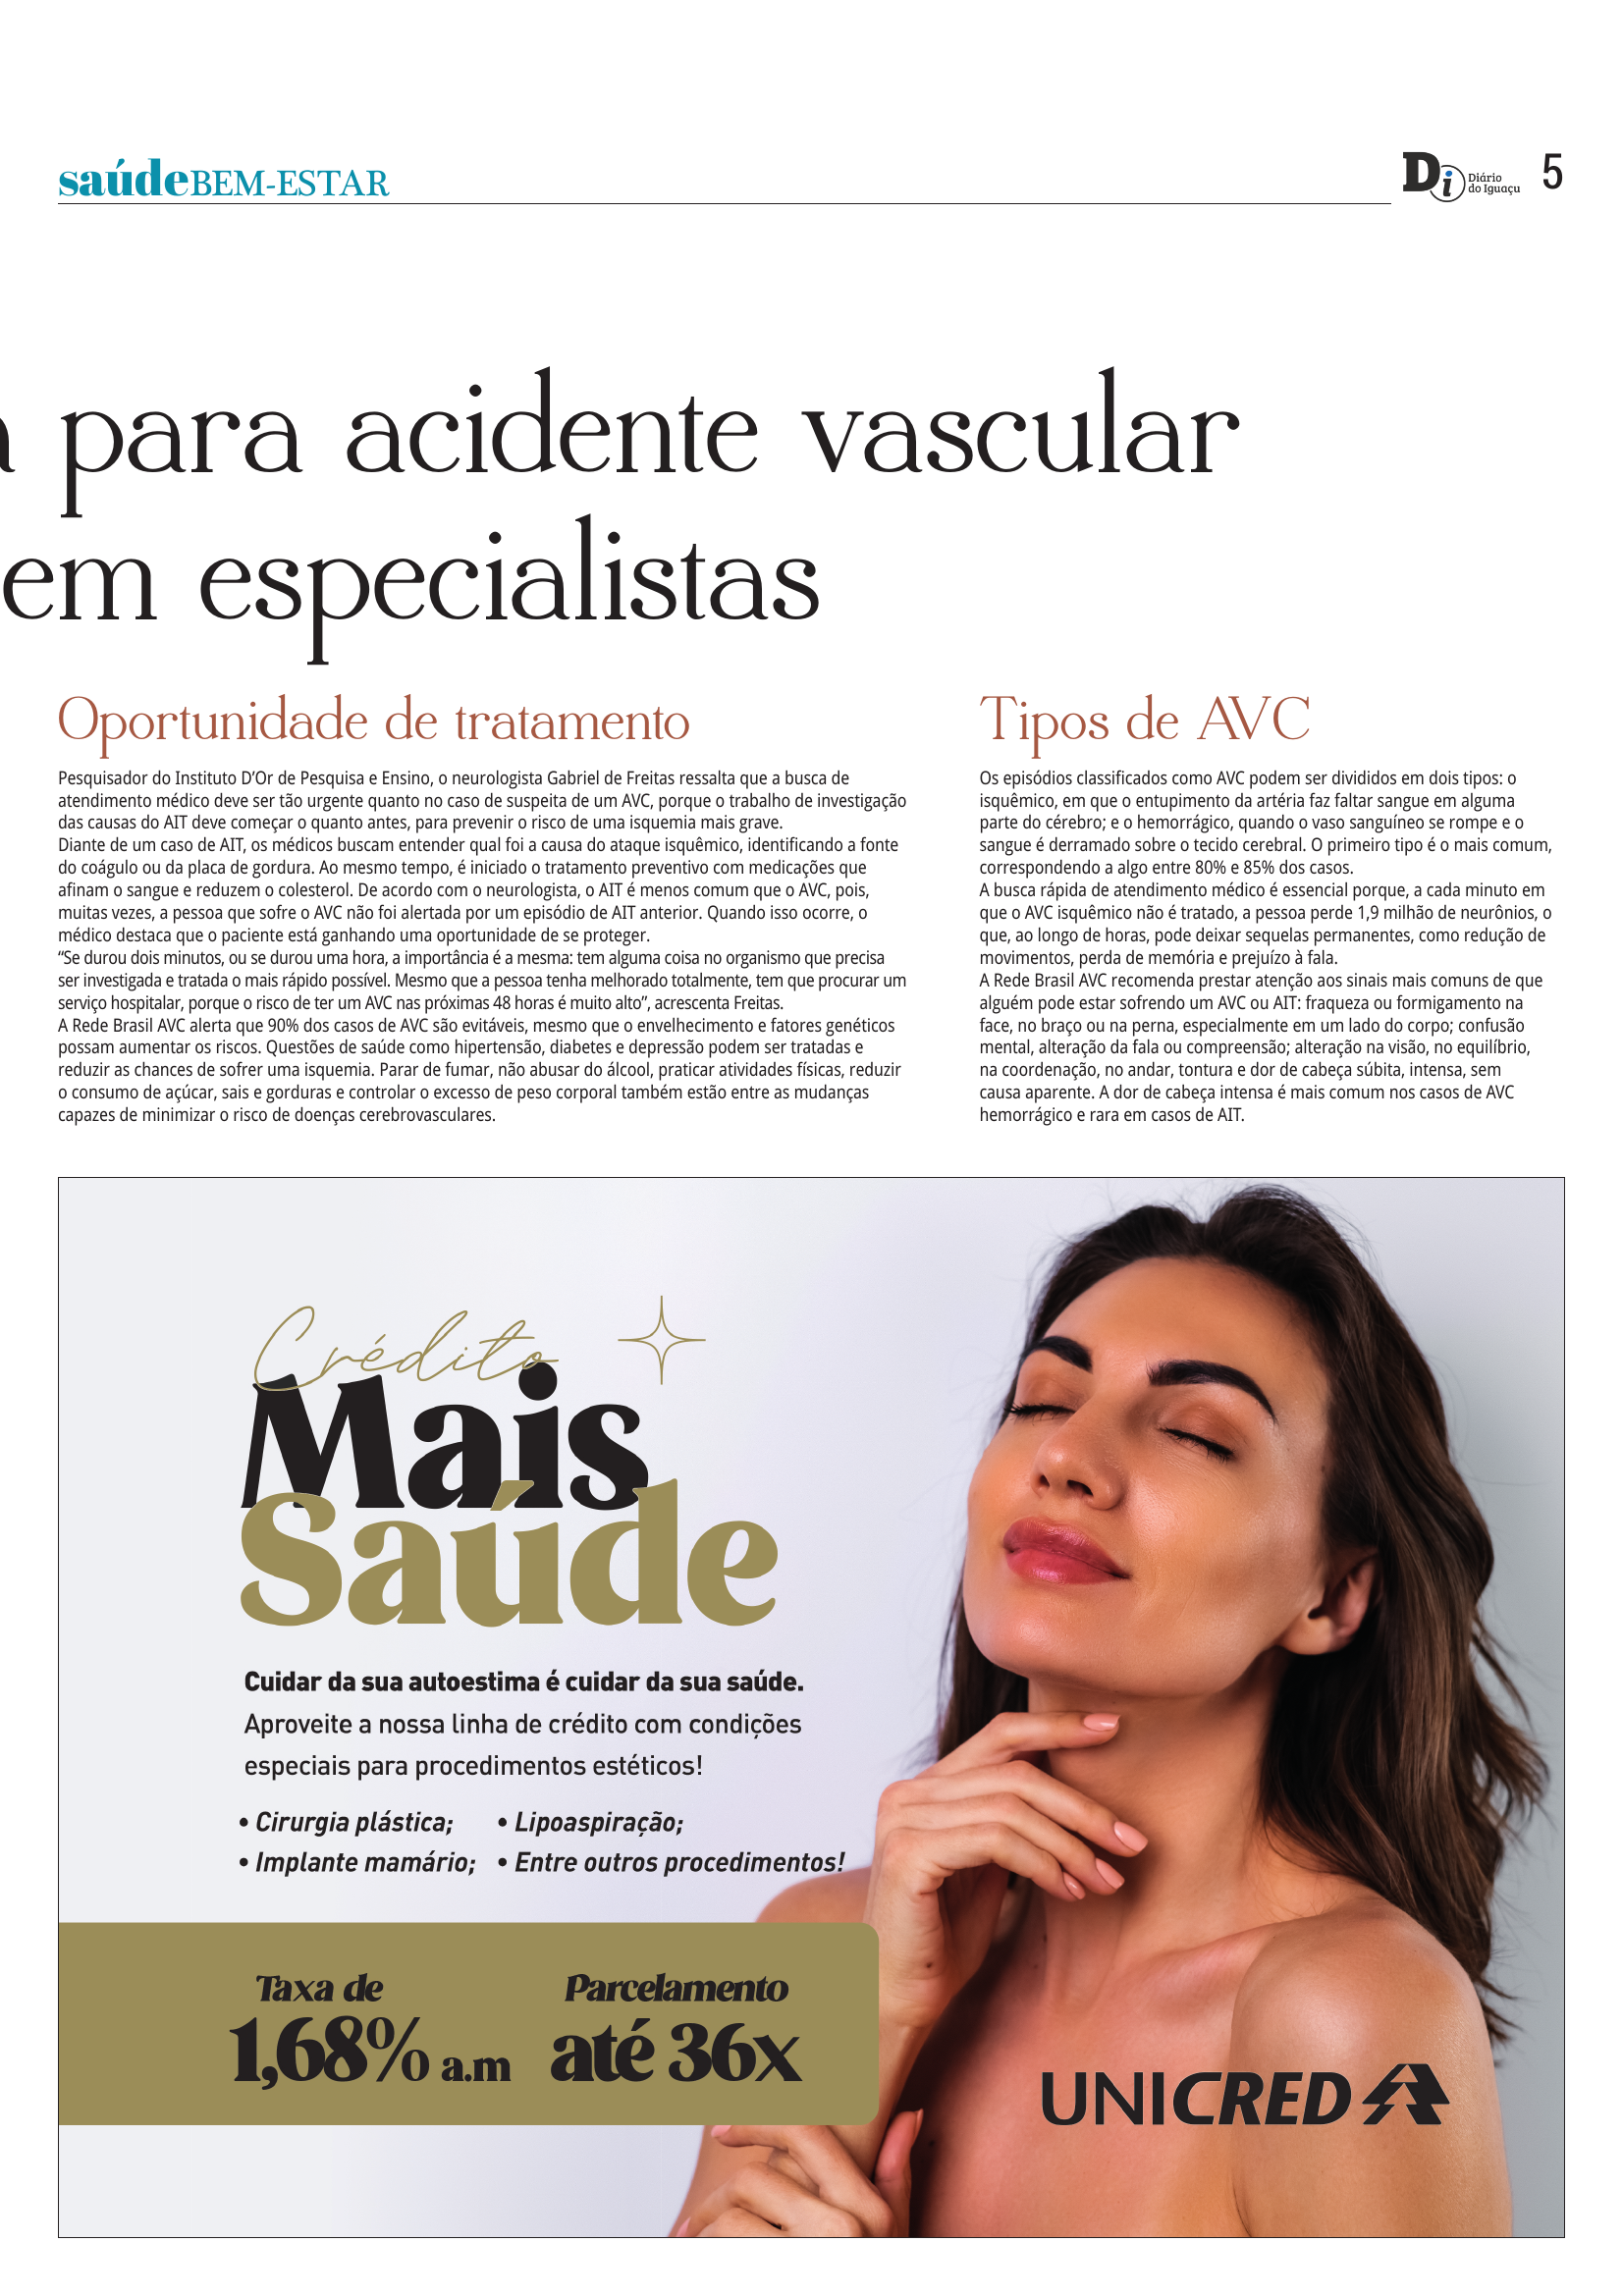 saúdeBEM-ESTAR
Di Diário
do Iguaçu
5
para acidente vascular
em especialistas
Oportunidade de tratamento
Pesquisador do Instituto D’Or de Pesquisa e Ensino, o neurologista Gabriel de Freitas ressalta que a busca de
atendimento médico deve ser tão urgente quanto no caso de suspeita de um AVC, porque o trabalho de investigação
das causas do AIT deve começar o quanto antes, para prevenir o risco de uma isquemia mais grave.
Diante de um caso de AIT, os médicos buscam entender qual foi a causa do ataque isquêmico, identificando a fonte
do coágulo ou da placa de gordura. Ao mesmo tempo, é iniciado o tratamento preventivo com medicações que
afinam o sangue e reduzem o colesterol. De acordo com o neurologista, o AIT é menos comum que o AVC, pois,
muitas vezes, a pessoa que sofre o AVC não foi alertada por um episódio de AIT anterior. Quando isso ocorre, o
médico destaca que o paciente está ganhando uma oportunidade de se proteger.
“Se durou dois minutos, ou se durou uma hora, a importância é a mesma: tem alguma coisa no organismo que precisa
ser investigada e tratada o mais rápido possível. Mesmo que a pessoa tenha melhorado totalmente, tem que procurar um
serviço hospitalar, porque o risco de ter um AVC nas próximas 48 horas é muito alto”, acrescenta Freitas.
A Rede Brasil AVC alerta que 90% dos casos de AVC são evitáveis, mesmo que o envelhecimento e fatores genéticos
possam aumentar os riscos. Questões de saúde como hipertensão, diabetes e depressão podem ser tratadas e
reduzir as chances de sofrer uma isquemia. Parar de fumar, não abusar do álcool, praticar atividades físicas, reduzir
o consumo de açúcar, sais e gorduras e controlar o excesso de peso corporal também estão entre as mudanças
capazes de minimizar o risco de doenças cerebrovasculares.
Tipos de AVC
Os episódios classificados como AVC podem ser divididos em dois tipos: o
isquêmico, em que o entupimento da artéria faz faltar sangue em alguma
parte do cérebro; e o hemorrágico, quando o vaso sanguíneo se rompe e o
sangue é derramado sobre o tecido cerebral. O primeiro tipo é o mais comum,
correspondendo a algo entre 80% e 85% dos casos.
A busca rápida de atendimento médico é essencial porque, a cada minuto em
que o AVC isquêmico não é tratado, a pessoa perde 1,9 milhão de neurônios, o
que, ao longo de horas, pode deixar sequelas permanentes, como redução de
movimentos, perda de memória e prejuízo à fala.
A Rede Brasil AVC recomenda prestar atenção aos sinais mais comuns de que
alguém pode estar sofrendo um AVC ou AIT: fraqueza ou formigamento na
face, no braço ou na perna, especialmente em um lado do corpo; confusão
mental, alteração da fala ou compreensão; alteração na visão, no equilíbrio,
na coordenação, no andar, tontura e dor de cabeça súbita, intensa, sem
causa aparente. A dor de cabeça intensa é mais comum nos casos de AVC
hemorrágico e rara em casos de AIT.
Crédito
Mais
Saúde
Cuidar da sua autoestima é cuidar da sua saúde.
Aproveite a nossa linha de crédito com condições
especiais para procedimentos estéticos!
• Cirurgia plástica; • Lipoaspiração;
• Implante mamário; • Entre outros procedimentos!
Taxa de
1,68% a.m
Parcelamento
até 36x
UNICRED